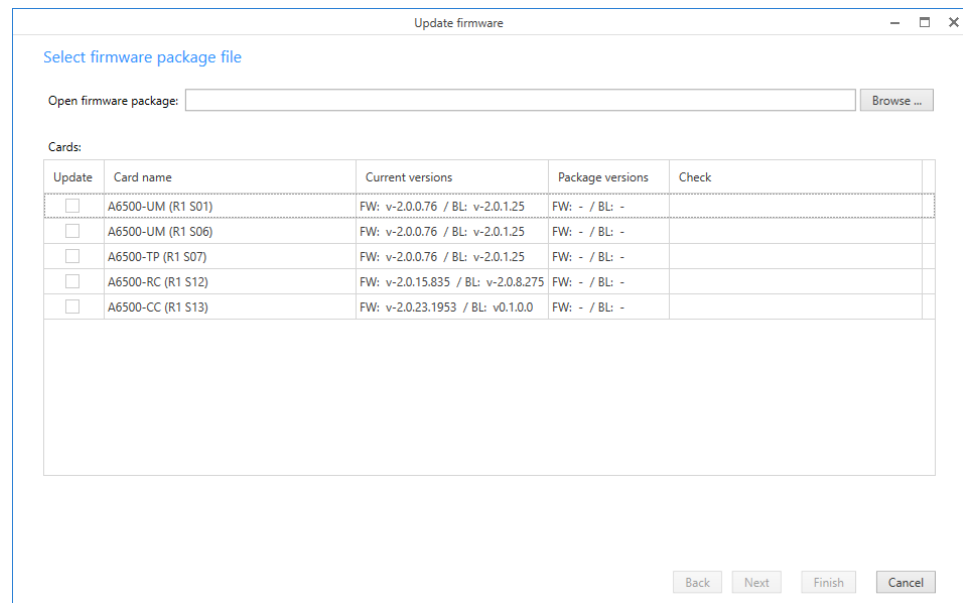 Update firmware
Select firmware package file
Open firmware package: Browse ...
Cards:
Update Card name Current versions Package versions Check
A6500-UM (R1 S01) FW: v-2.0.0.76 / BL: v-2.0.1.25 FW: - / BL: -
A6500-UM (R1 S06) FW: v-2.0.0.76 / BL: v-2.0.1.25 FW: - / BL: -
A6500-TP (R1 S07) FW: v-2.0.0.76 / BL: v-2.0.1.25 FW: - / BL: -
A6500-RC (R1 S12) FW: v-2.0.15.835 / BL: v-2.0.8.275 FW: - / BL: -
A6500-CC (R1 S13) FW: v-2.0.23.1953 / BL: v0.1.0.0 FW: - / BL: -
Back Next Finish Cancel